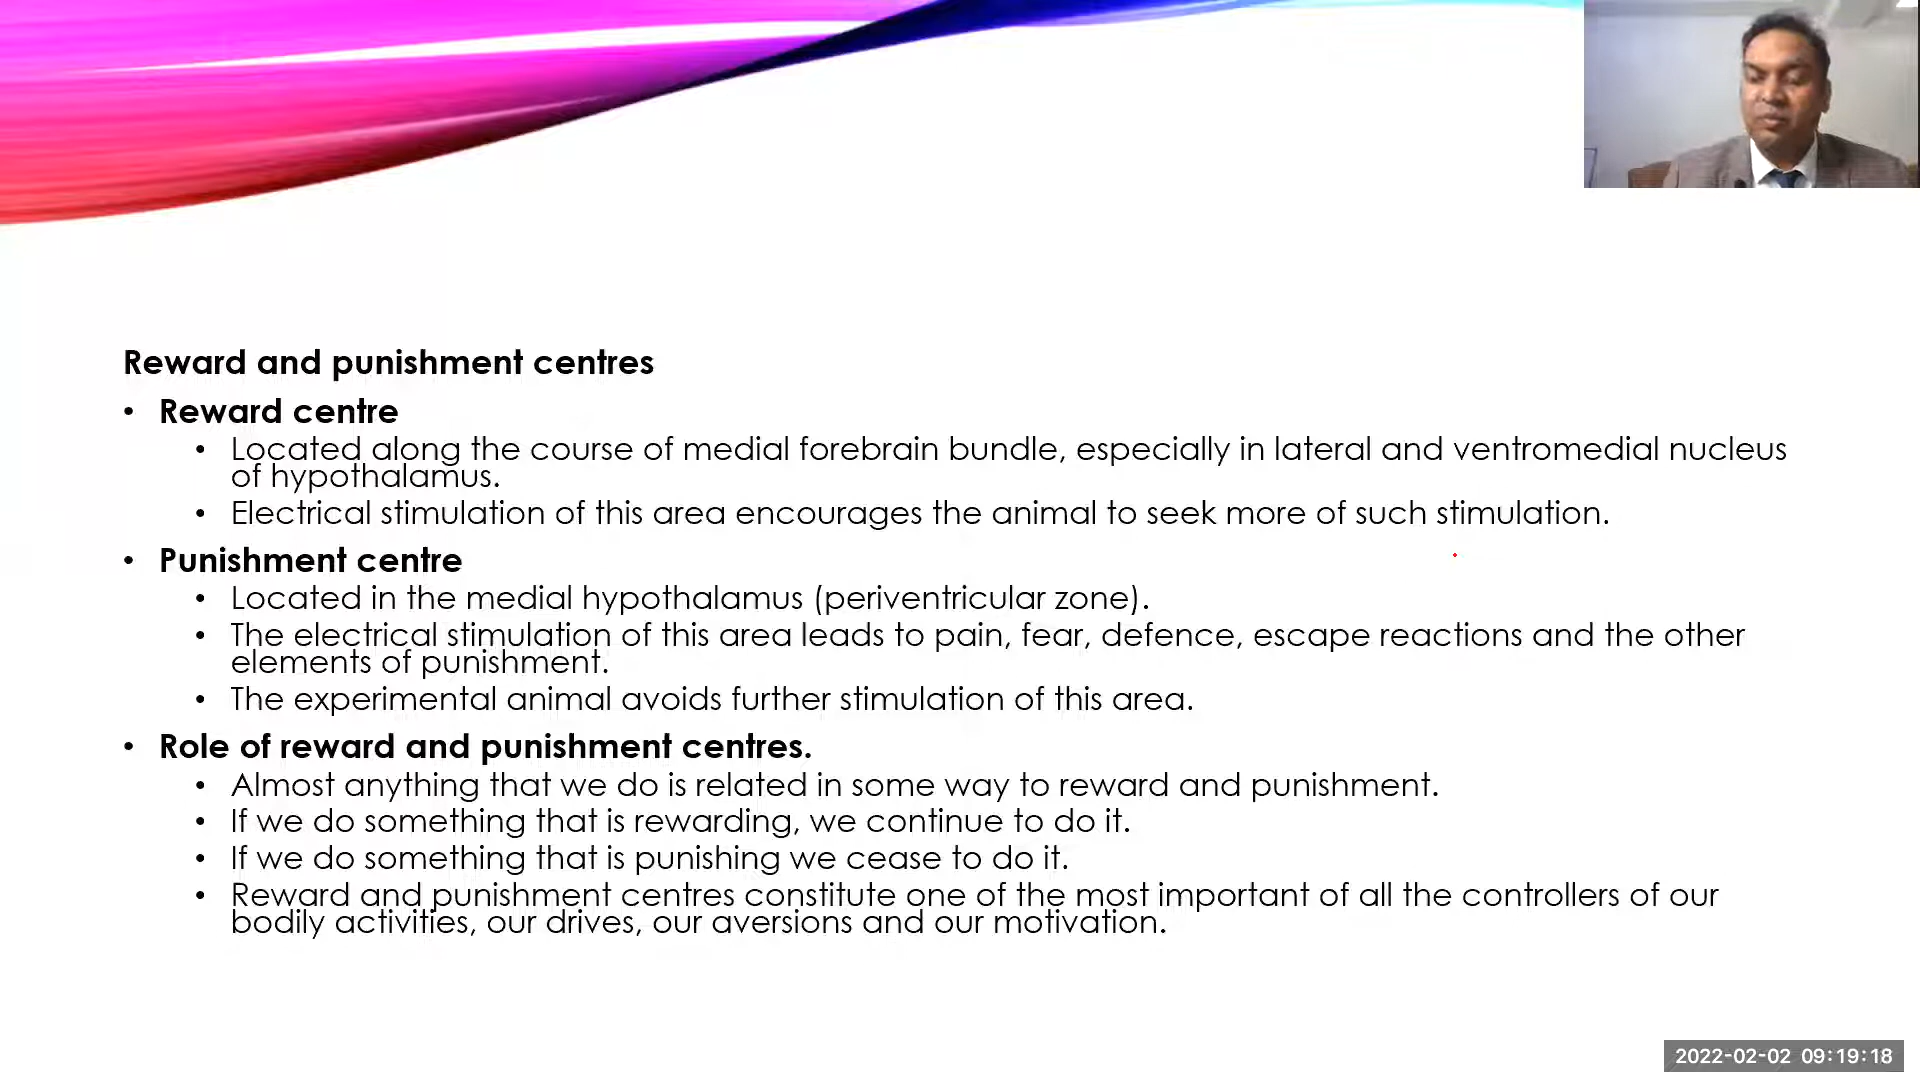 Reward and punishment centres
• Reward centre
• Located along the course of medial forebrain bundle, especially in lateral and ventromedial nucleus
of hypothalamus.
• Electrical stimulation of this area encourages the animal to seek more of such stimulation.
• Punishment centre
• Located in the medial hypothalamus (periventricular zone).
• The electrical stimulation of this area leads to pain, fear, defence, escape reactions and the other
elements of punishment.
• The experimental animal avoids further stimulation of this area.
• Role of reward and punishment centres.
• Almost anything that we do is related in some way to reward and punishment.
• If we do something that is rewarding, we continue to do it.
• If we do something that is punishing we cease to do it.
• Reward and punishment centres constitute one of the most important of all the controllers of our
bodily activities, our drives, our aversions and our motivation.
2022-02-02 09:19:18